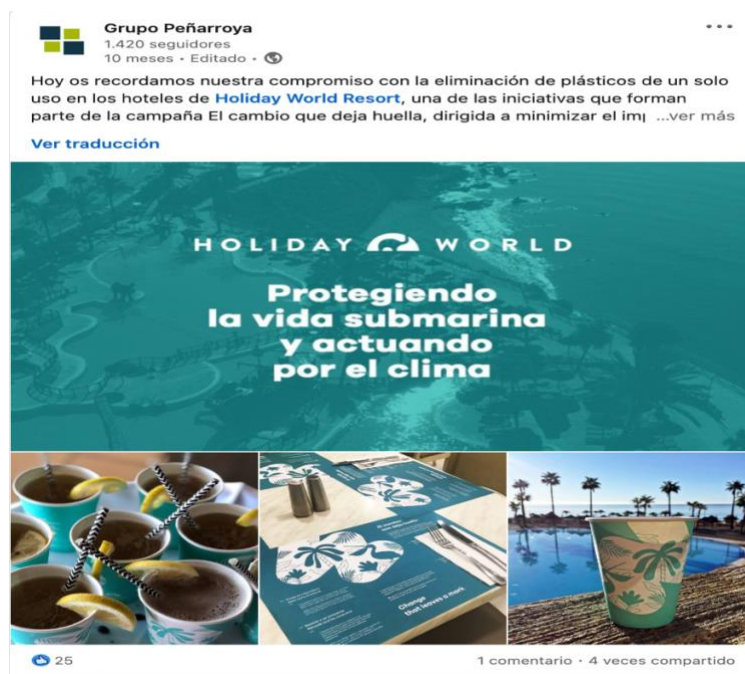 Grupo Peñarroya
1.420 seguidores
10 meses • Editado •
Hoy os recordamos nuestra compromiso con la eliminación de plásticos de un solo
uso en los hoteles de Holiday World Resort, una de las iniciativas que forman
parte de la campaña El cambio que deja huella, dirigida a minimizar el im ...ver más
Ver traducción
HOLIDAY WORLD
Protegiendo
la vida submarina
y actuando
por el clima
Change
that leaves a mark
25
1 comentario · 4 veces compartido